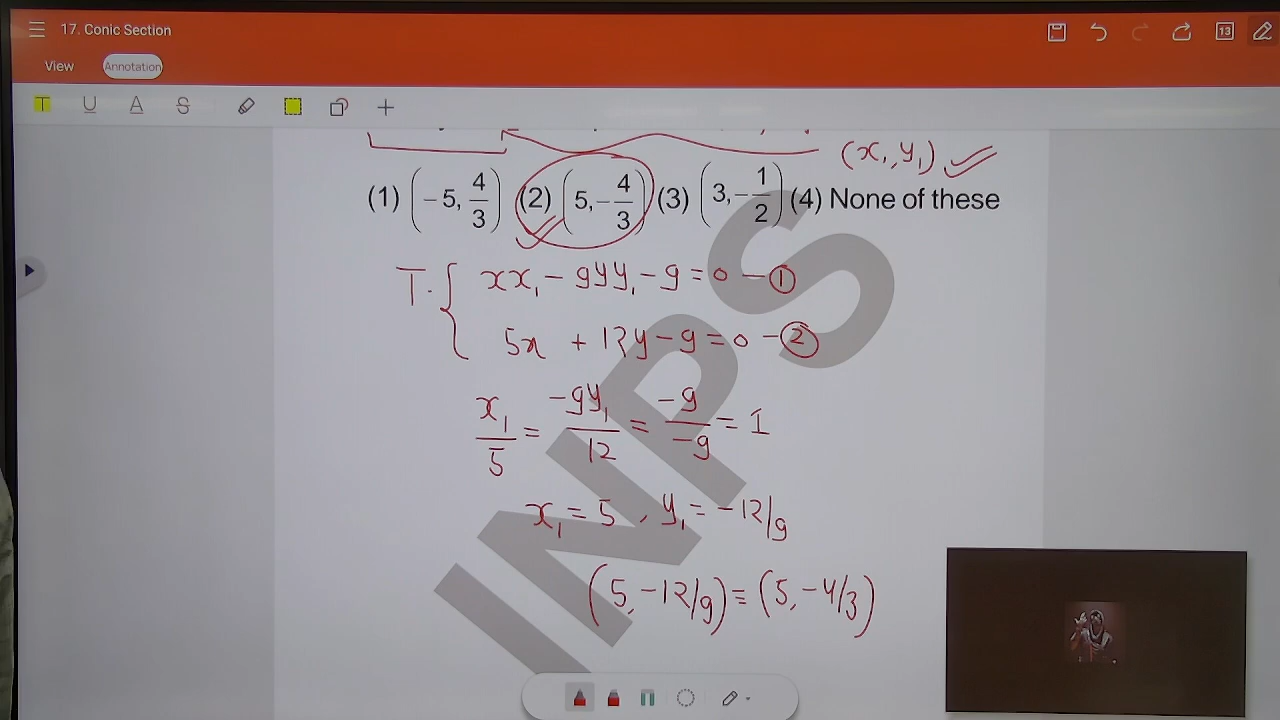 17. Conic Section
13
View
Annotation
T U A S
(x₁, y₁)
(1) (-5, 4/3) (2) (5, -4/3) (3) (3, -1/2) (4) None of these
T. { xx₁ - 9yy₁ - 9 = 0 - ①
5x + 12y - 9 = 0 - ②
x₁/5 = -9y₁/12 = -9/-9 = 1
x₁ = 5, y₁ = -12/9
(5, -12/9) = (5, -4/3)
INPS